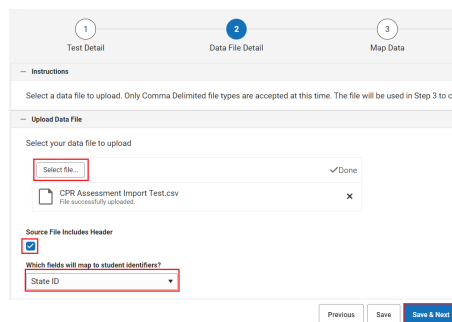 1
2
3
Test Detail
Data File Detail
Map Data
Instructions
Select a data file to upload. Only Comma Delimited file types are accepted at this time. The file will be used in Step 3 to c
Upload Data File
Select your data file to upload
Select file...
Done
CPR Assessment Import Test.csv
File successfully uploaded.
Source File Includes Header
Which fields will map to student identifiers?
State ID
Previous
Save
Save & Next